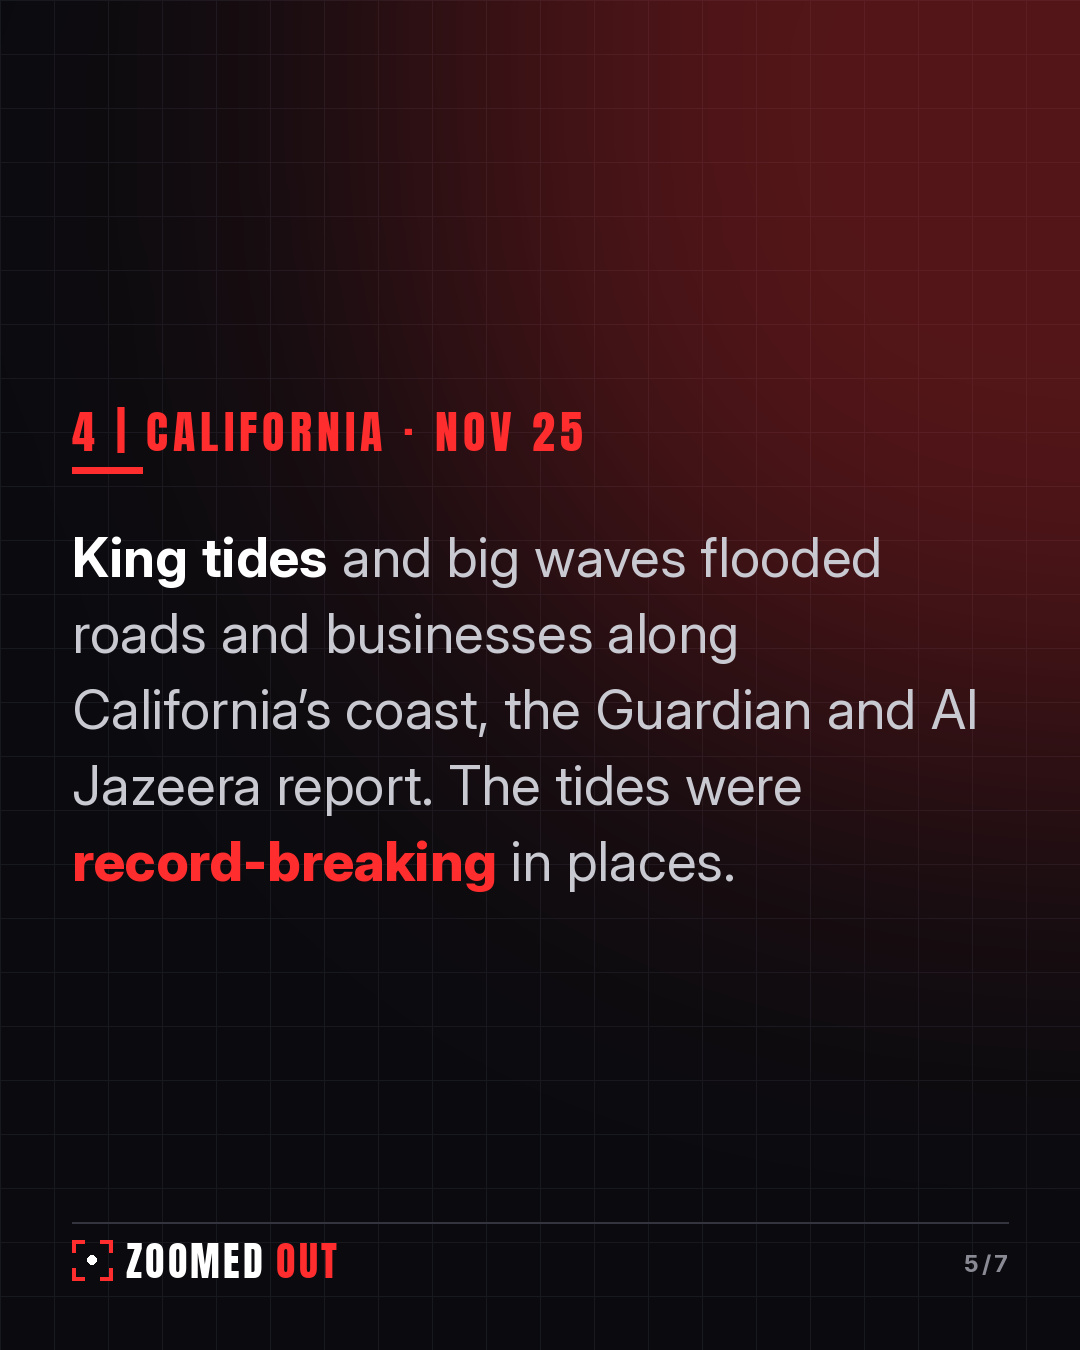 4 | CALIFORNIA · NOV 25
King tides and big waves flooded
roads and businesses along
California’s coast, the Guardian and Al
Jazeera report. The tides were
record-breaking in places.
ZOOMED OUT
5/7